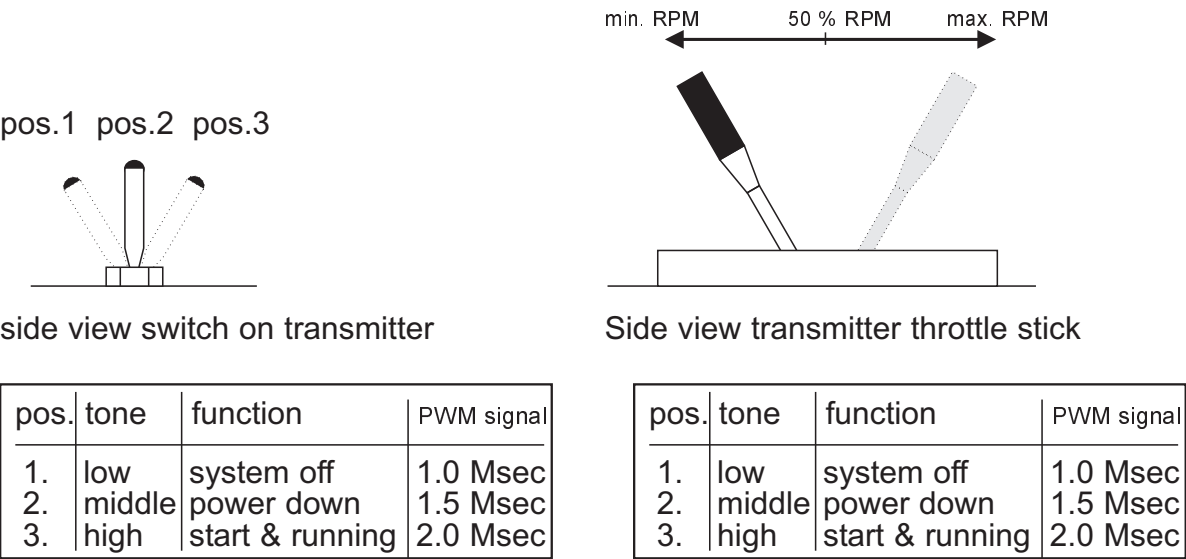 min. RPM 50 % RPM max. RPM
pos.1 pos.2 pos.3
side view switch on transmitter
Side view transmitter throttle stick
pos. tone function PWM signal
1. low system off 1.0 Msec
2. middle power down 1.5 Msec
3. high start & running 2.0 Msec
pos. tone function PWM signal
1. low system off 1.0 Msec
2. middle power down 1.5 Msec
3. high start & running 2.0 Msec